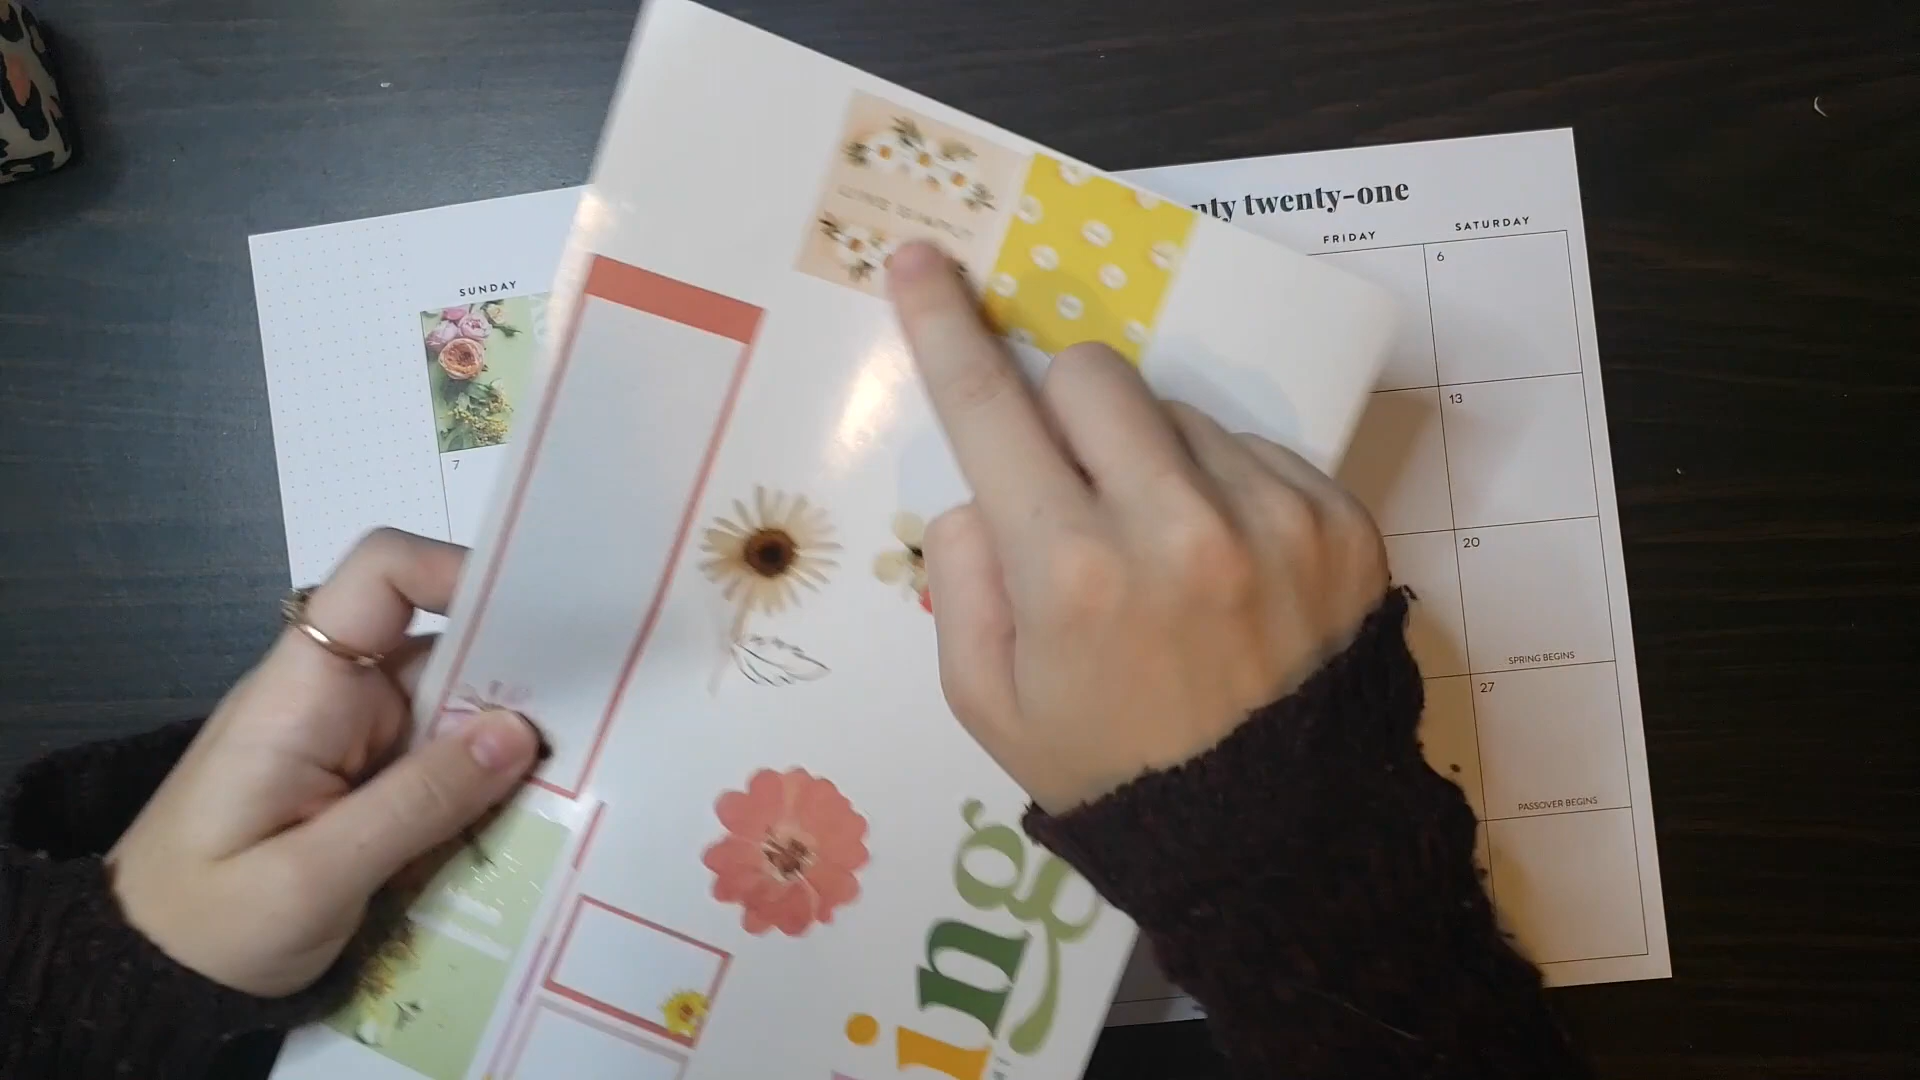 nty twenty-one
SUNDAY
FRIDAY
SATURDAY
6
7
13
20
SPRING BEGINS
27
PASSOVER BEGINS
ing